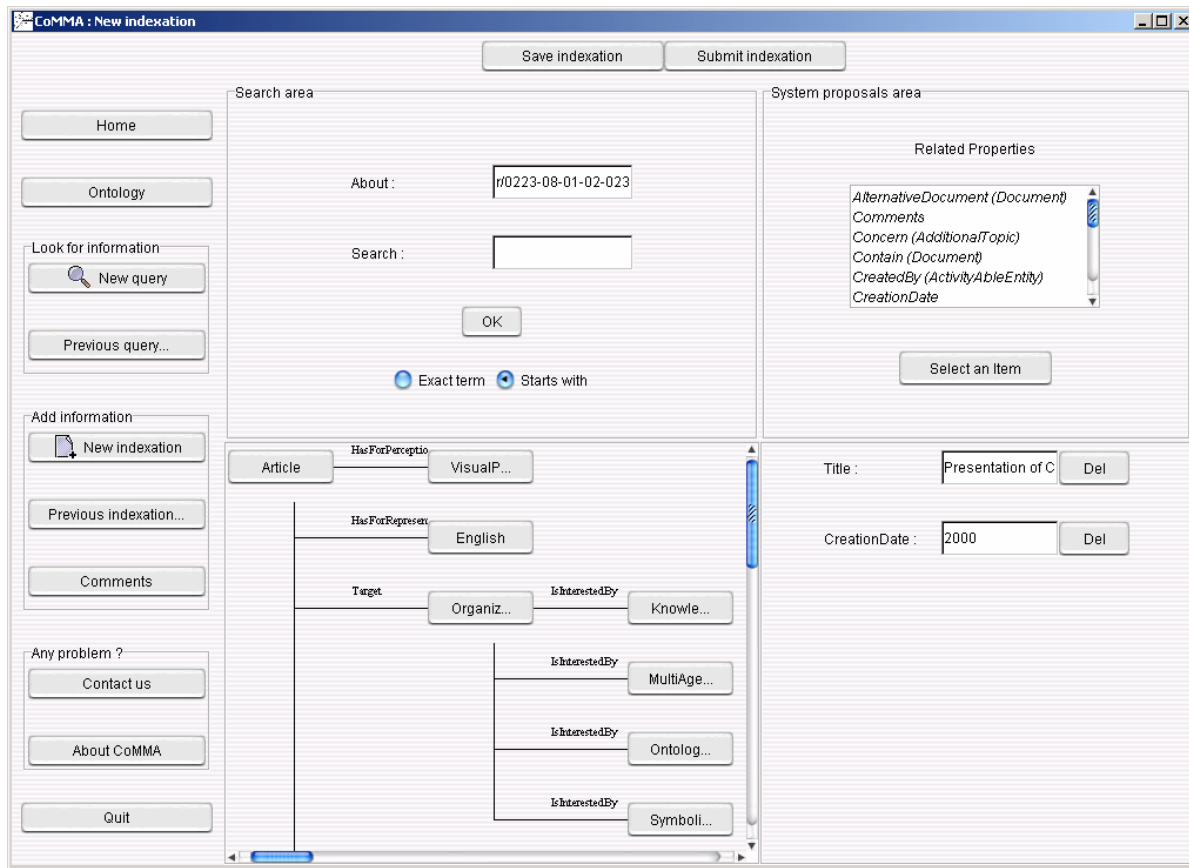 CoMMA : New indexation
Save indexation
Submit indexation
Home
Ontology
Look for information
New query
Previous query...
Add information
New indexation
Previous indexation...
Comments
Any problem ?
Contact us
About CoMMA
Quit
Search area
About :
r/0223-08-01-02-023
Search :
OK
Exact term
Starts with
System proposals area
Related Properties
AlternativeDocument (Document)
Comments
Concern (AdditionalTopic)
Contain (Document)
CreatedBy (ActivityAbleEntity)
CreationDate
Select an Item
Article
HasForPerceptio
VisualP...
HasForRepresen
English
Target
Organiz...
IsInterestedBy
Knowle...
IsInterestedBy
MultiAge...
IsInterestedBy
Ontolog...
IsInterestedBy
Symboli...
Title :
Presentation of C
Del
CreationDate :
2000
Del